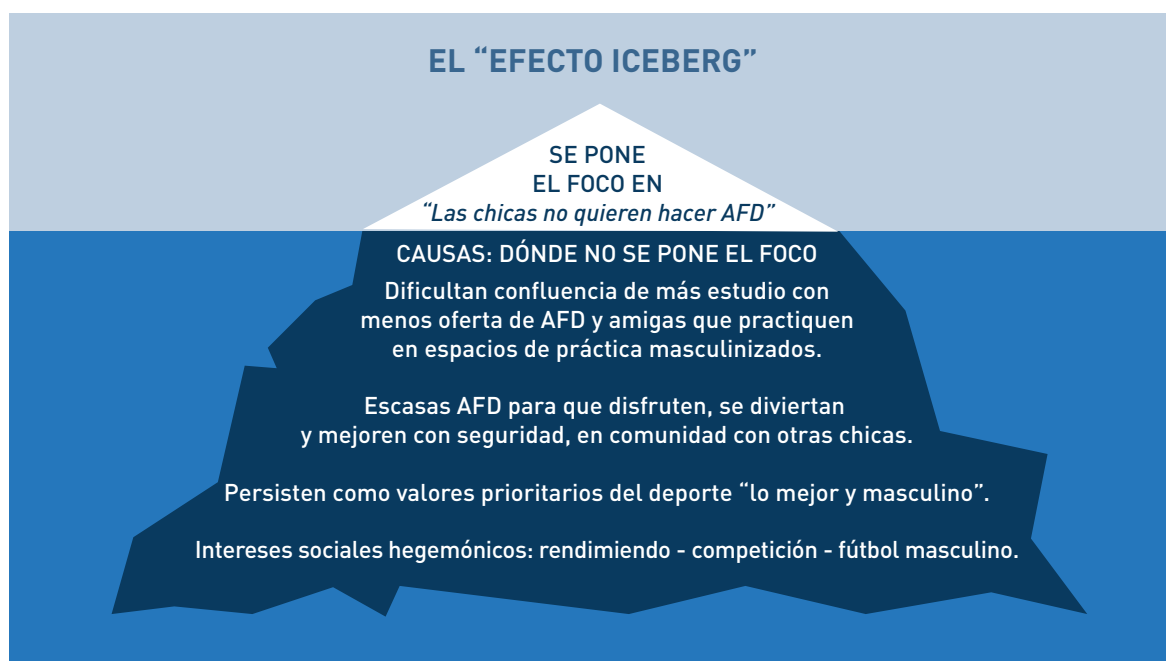 EL “EFECTO ICEBERG”
SE PONE
EL FOCO EN
“Las chicas no quieren hacer AFD”
CAUSAS: DÓNDE NO SE PONE EL FOCO
Dificultan confluencia de más estudio con
menos oferta de AFD y amigas que practiquen
en espacios de práctica masculinizados.
Escasas AFD para que disfruten, se diviertan
y mejoren con seguridad, en comunidad con otras chicas.
Persisten como valores prioritarios del deporte “lo mejor y masculino”.
Intereses sociales hegemónicos: rendimiento - competición - fútbol masculino.